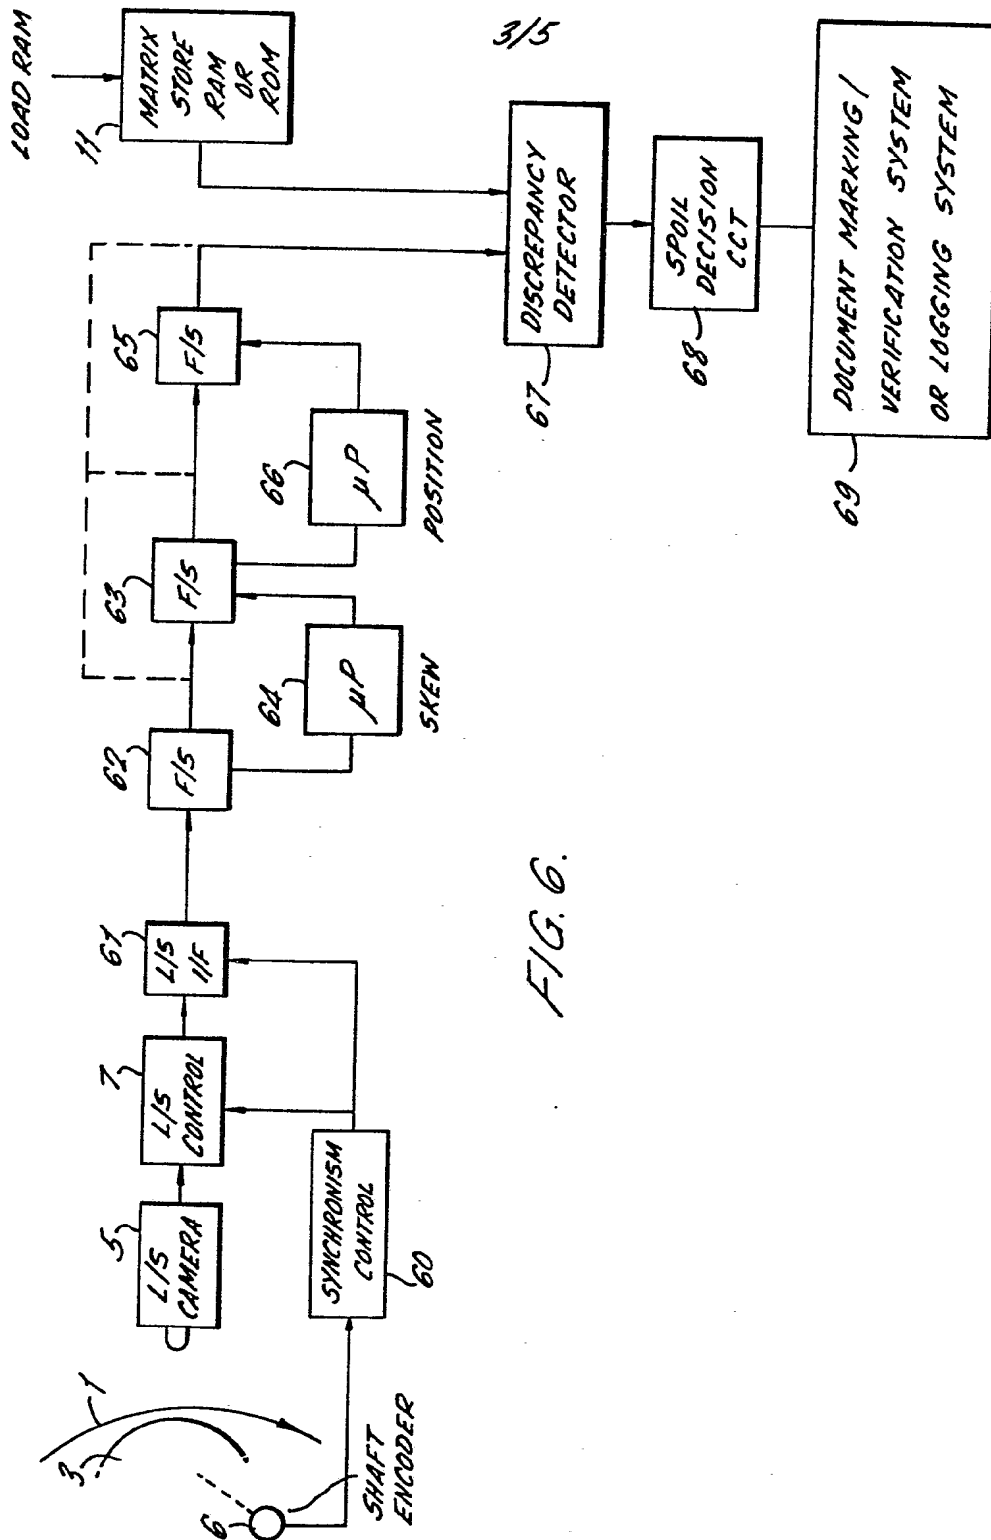 3/5
LOAD RAM
11
MATRIX
STORE
RAM
OR
ROM
65
F/S
66
µP
POSITION
63
F/S
64
µP
SKEW
62
F/S
61
L/S
I/F
7
L/S
CONTROL
5
L/S
CAMERA
SYNCHRONISM
CONTROL
60
1
3
6
SHAFT
ENCODER
DISCREPANCY
DETECTOR
67
SPOIL
DECISION
CCT
68
DOCUMENT MARKING/
VERIFICATION SYSTEM
OR LOGGING SYSTEM
69
FIG. 6.